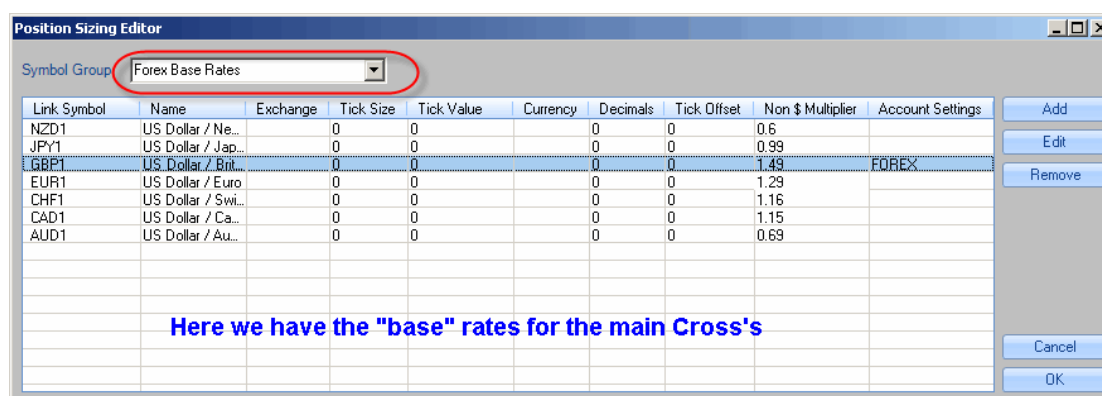 Position Sizing Editor
Symbol Group Forex Base Rates
Link Symbol Name Exchange Tick Size Tick Value Currency Decimals Tick Offset Non $ Multiplier Account Settings Add
NZD1 US Dollar / Ne... 0 0 0 0 0.6
JPY1 US Dollar / Jap... 0 0 0 0 0.99 Edit
GBP1 US Dollar / Brit... 0 0 0 0 1.49 FOREX
EUR1 US Dollar / Euro 0 0 0 0 1.29 Remove
CHF1 US Dollar / Swi... 0 0 0 0 1.16
CAD1 US Dollar / Ca... 0 0 0 0 1.15
AUD1 US Dollar / Au... 0 0 0 0 0.69
Here we have the "base" rates for the main Cross's
Cancel
OK